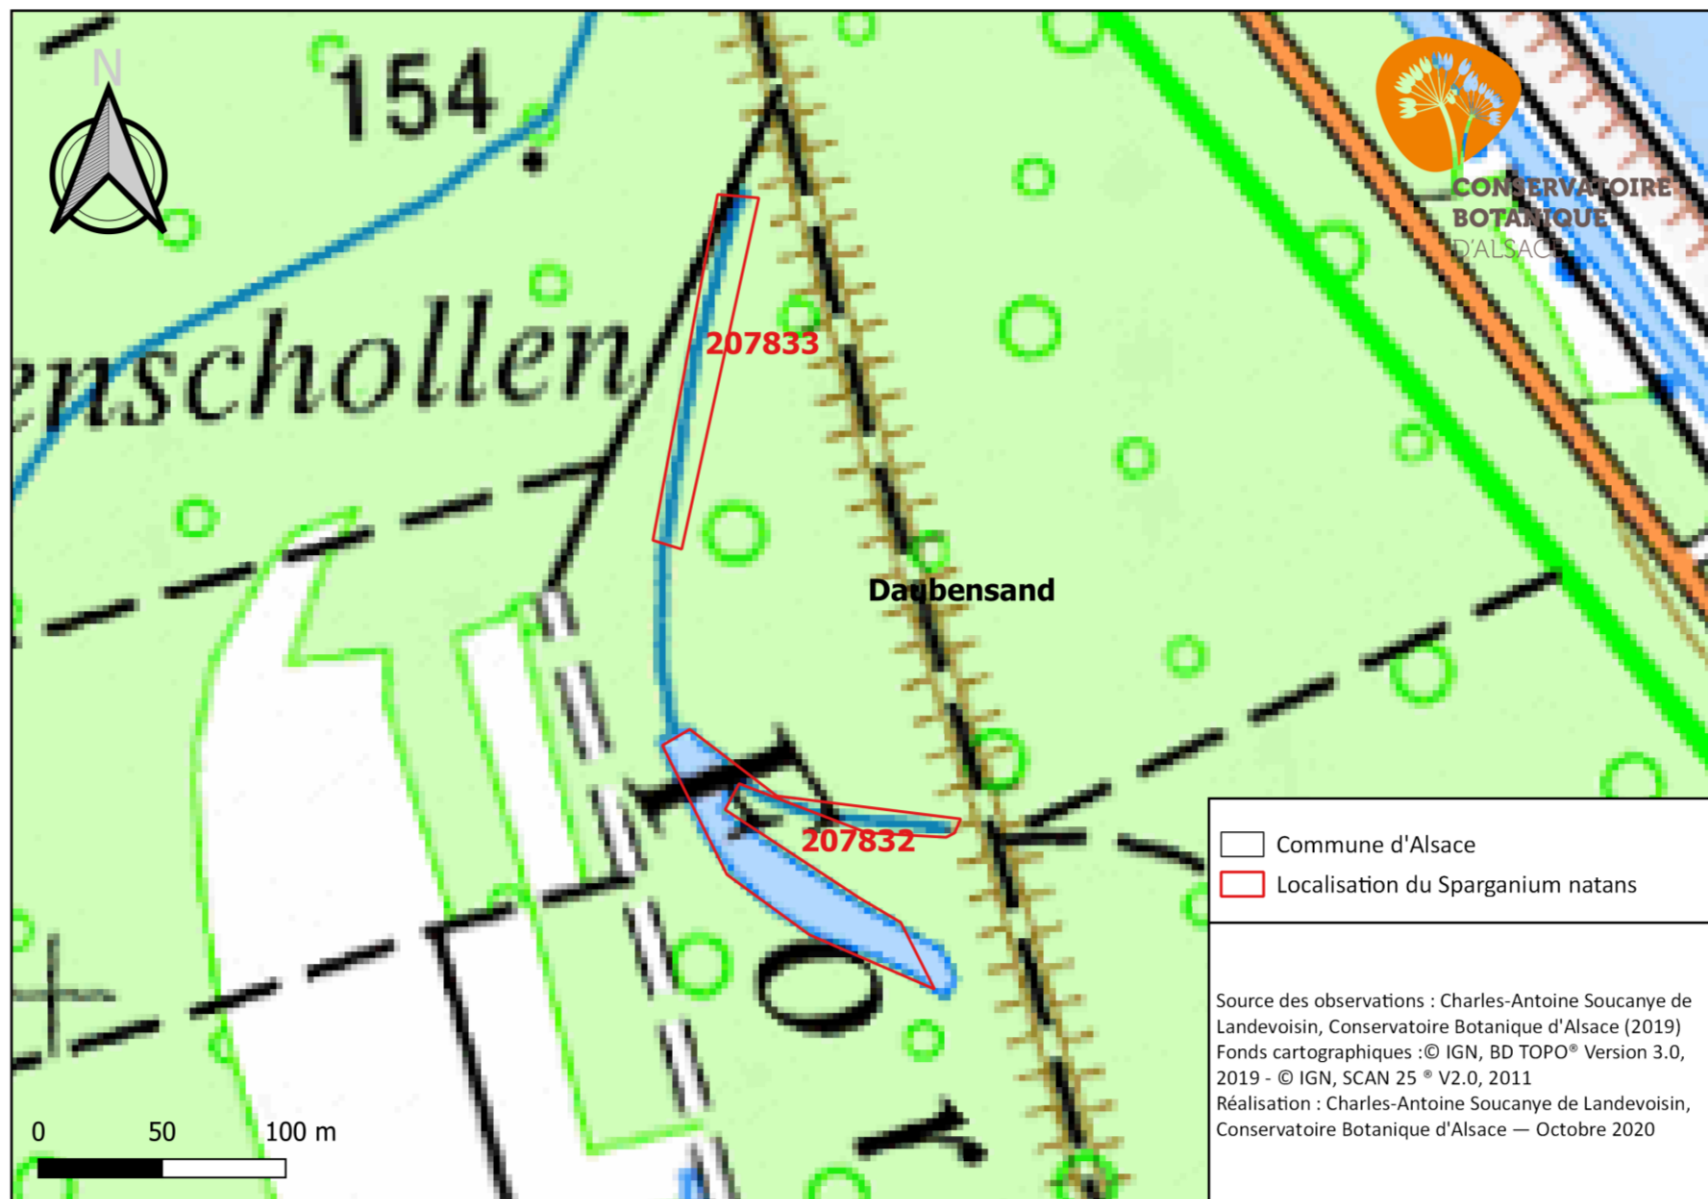 N
154
CONSERVATOIRE
BOTANIQUE
D'ALSACE
enschollen
207833
Daubensand
207832
F
o
r
0 50 100 m
Commune d'Alsace
Localisation du Sparganium natans
Source des observations : Charles-Antoine Soucanye de
Landevoisin, Conservatoire Botanique d'Alsace (2019)
Fonds cartographiques :© IGN, BD TOPO® Version 3.0,
2019 - © IGN, SCAN 25 ® V2.0, 2011
Réalisation : Charles-Antoine Soucanye de Landevoisin,
Conservatoire Botanique d'Alsace — Octobre 2020